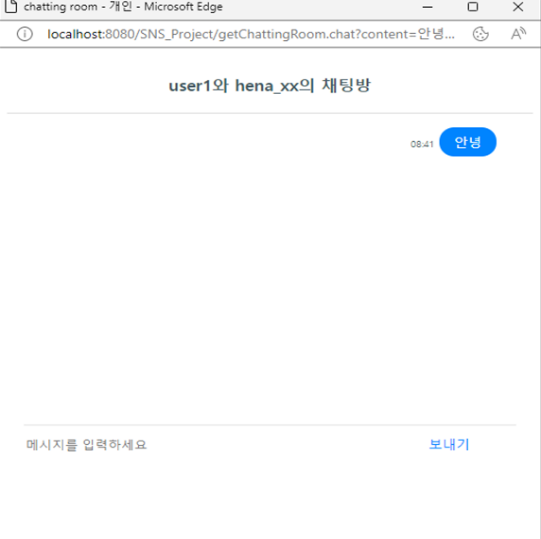 chatting room - 개인 - Microsoft Edge
localhost:8080/SNS_Project/getChattingRoom.chat?content=안녕...
user1와 hena_xx의 채팅방
08:41 안녕
메시지를 입력하세요 보내기